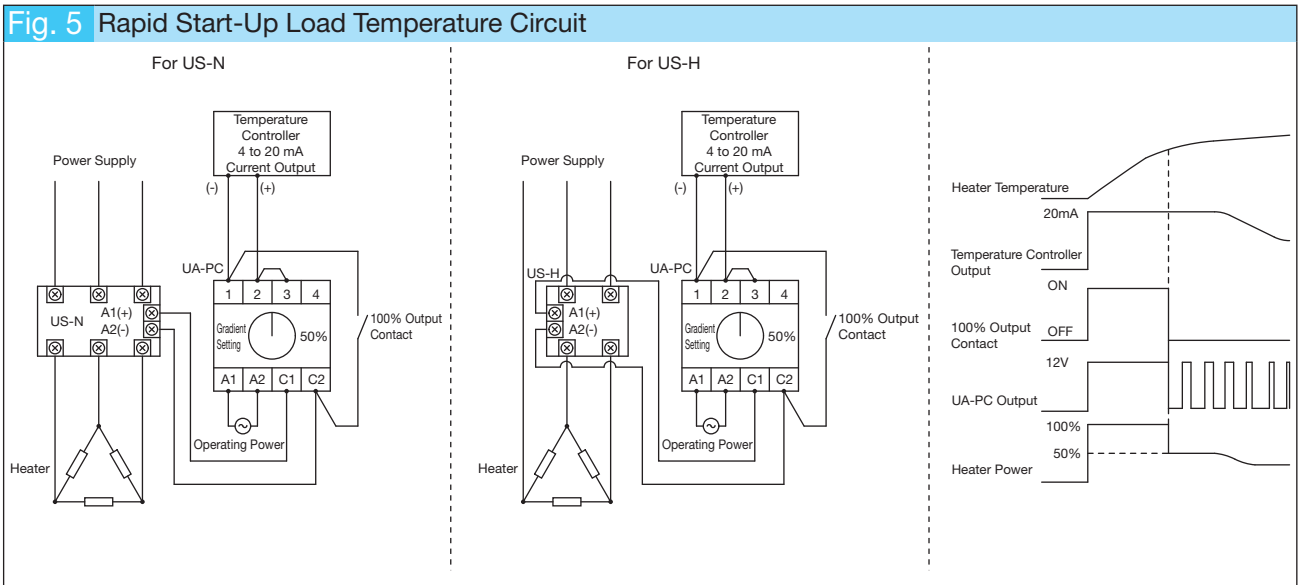 Fig. 5 Rapid Start-Up Load Temperature Circuit
For US-N
Temperature
Controller
4 to 20 mA
Current Output
Power Supply
(-) (+)
UA-PC
1 2 3 4
US-N A1(+)
A2(-)
Gradient
Setting
50%
100% Output
Contact
A1 A2 C1 C2
Operating Power
Heater
For US-H
Temperature
Controller
4 to 20 mA
Current Output
Power Supply
(-) (+)
US-H
UA-PC
1 2 3 4
A1(+)
A2(-)
Gradient
Setting
50%
100% Output
Contact
A1 A2 C1 C2
Operating Power
Heater
Heater Temperature
20mA
Temperature Controller
Output
ON
100% Output
Contact
OFF
12V
UA-PC Output
100%
50%
Heater Power